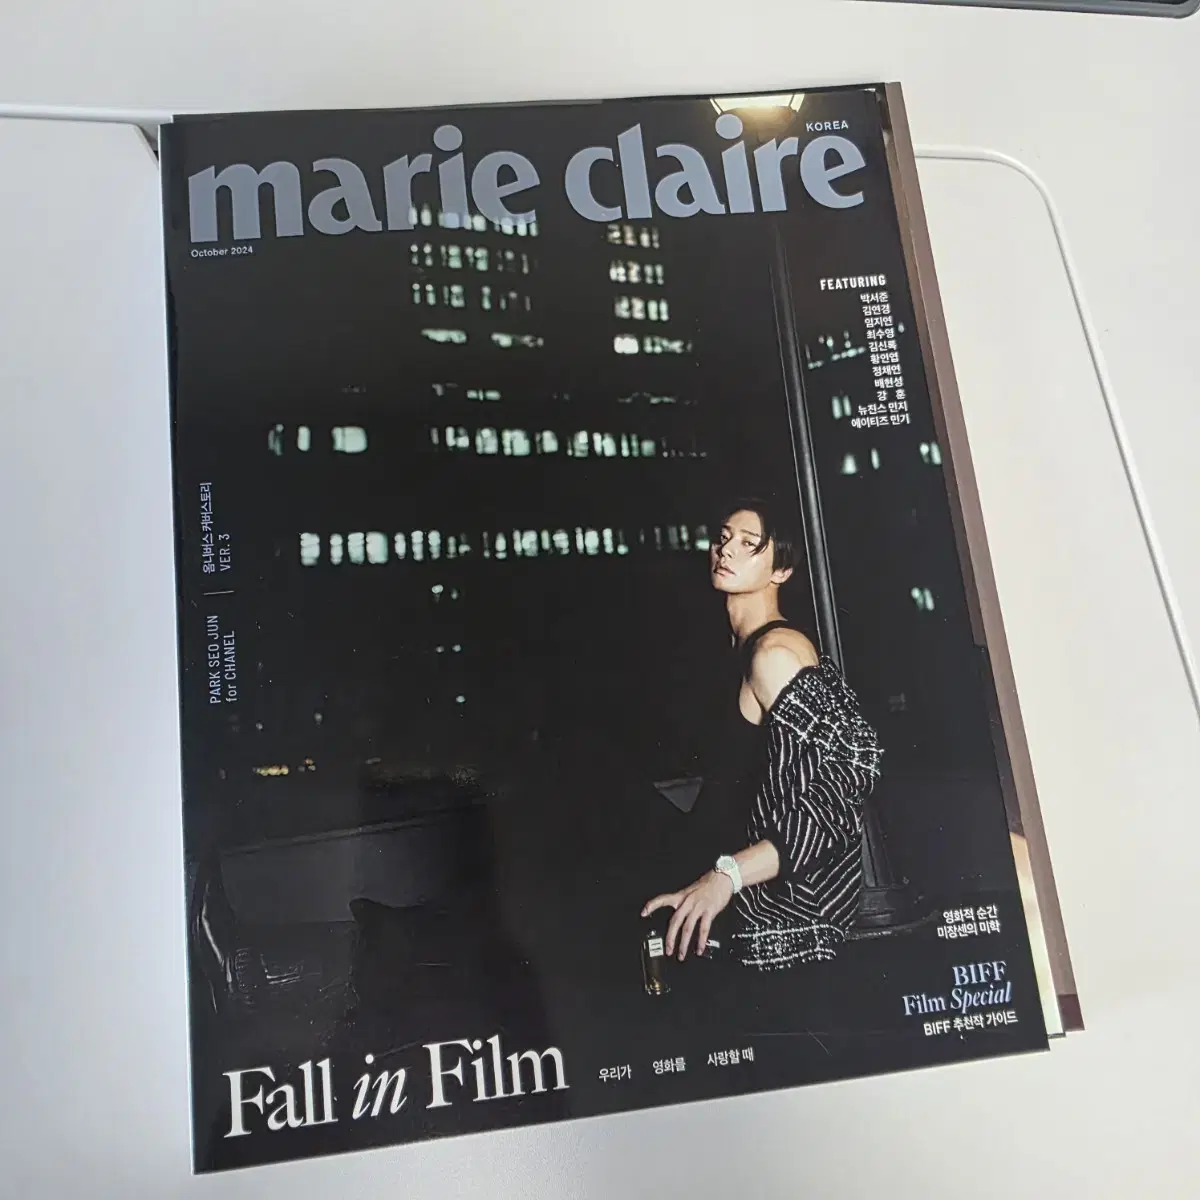 marie claire
KOREA
October 2024
FEATURING
박서준
김연경
임지연
최수영
김신록
황인엽
정채연
배현성
강 훈
뉴진스 민지
에이티즈 민기
PARK SEO JUN | 옴니버스 커버스토리
for CHANEL | VER. 3
영화적 순간
미장센의 미학
BIFF
Film Special
BIFF 추천작 가이드
Fall in Film 우리가 영화를 사랑할 때